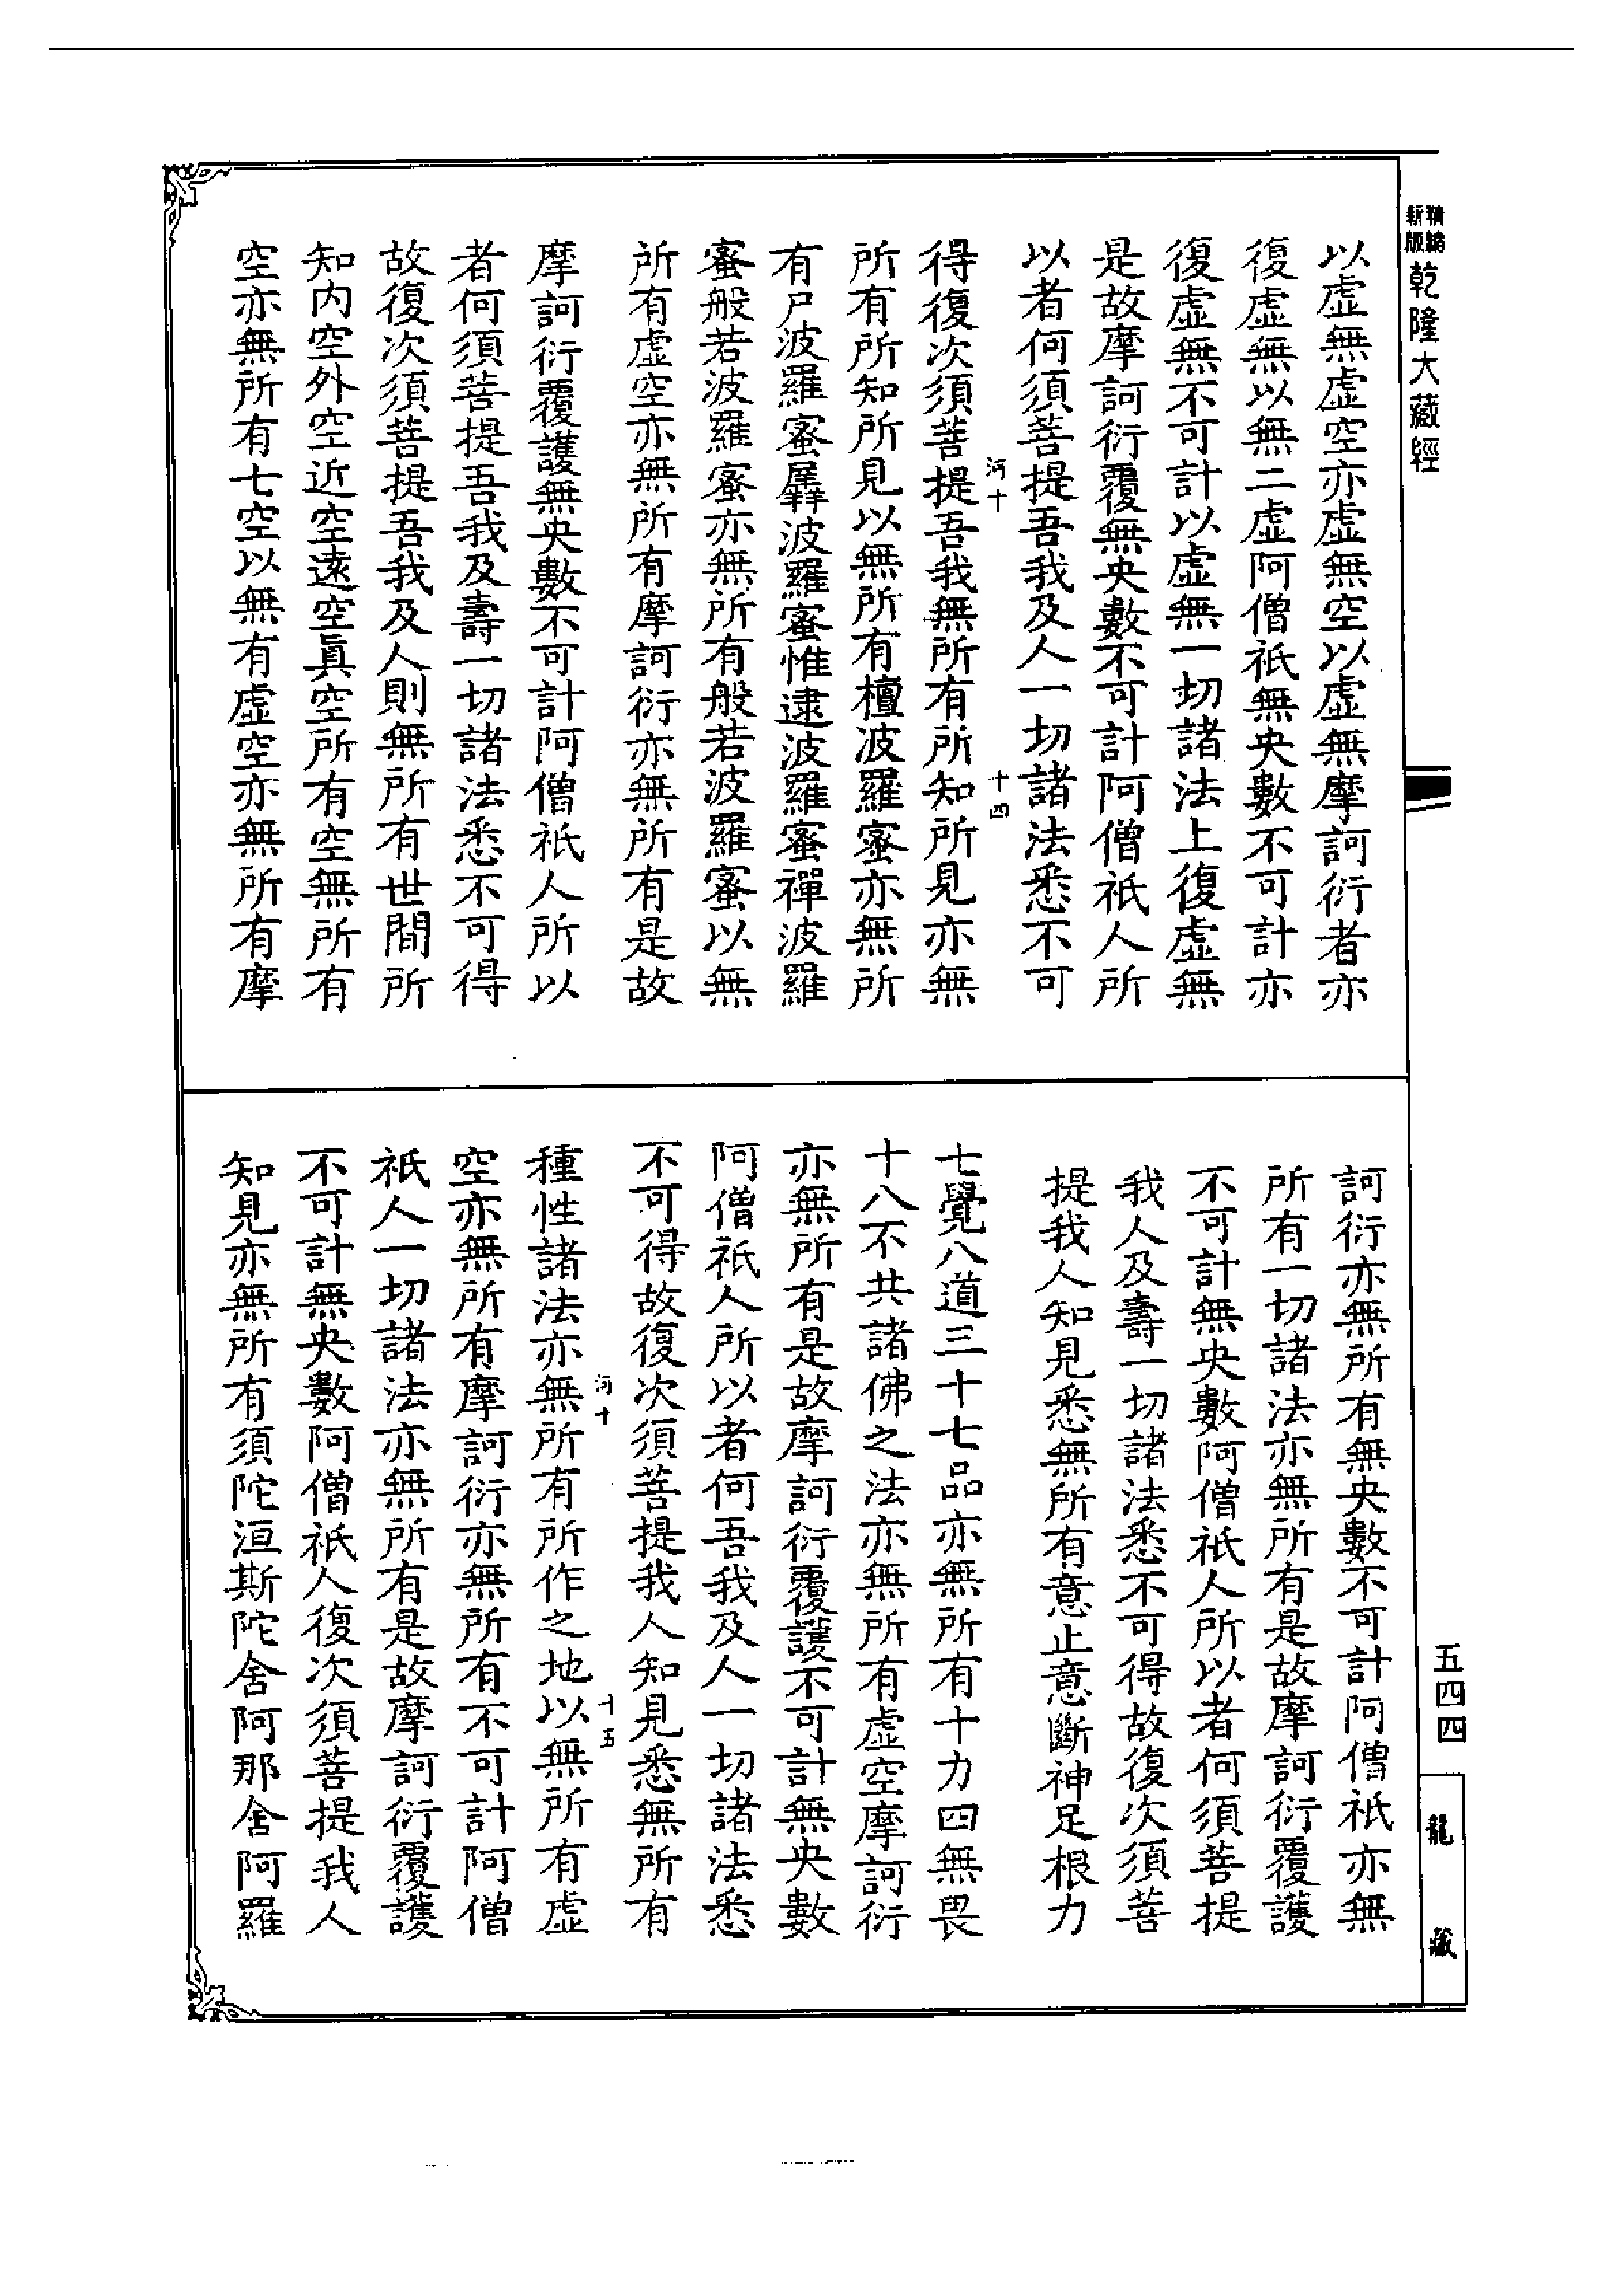 精編新版
乾隆大藏經
以虛無虛空亦虛無空以虛無摩訶衍者亦
復虛無以無二虛阿僧祇無央數不可計亦
復虛無不可計以虛無一切諸法上復虛無
是故摩訶衍覆無央數不可計阿僧祇人所
以者何須菩提吾我及人一切諸法悉不可
河十
十四
得復次須菩提吾我無所有所知所見亦無
所有所知所見以無所有檀波羅蜜亦無所
有尸波羅蜜羼波羅蜜惟逮波羅蜜禪波羅
蜜般若波羅蜜亦無所有般若波羅蜜以無
所有虛空亦無所有摩訶衍亦無所有是故
摩訶衍覆護無央數不可計阿僧祇人所以
者何須菩提吾我及壽一切諸法悉不可得
故復次須菩提吾我及人則無所有世間所
知內空外空近空遠空眞空所有空無所有
空亦無所有七空以無有虛空亦無所有摩
訶衍亦無所有無央數不可計阿僧祇亦無
所有一切諸法亦無所有是故摩訶衍覆護
不可計無央數阿僧祇人所以者何須菩提
我人及壽一切諸法悉不可得故復次須菩
提我人知見悉無所有意止意斷神足根力
七覺八道三十七品亦無所有十力四無畏
十八不共諸佛之法亦無所有虛空摩訶衍
亦無所有是故摩訶衍覆護不可計無央數
阿僧祇人所以者何吾我及人一切諸法悉
不可得故復次須菩提我人知見悉無所有
河十
十五
種性諸法亦無所有所作之地以無所有虛
空亦無所有摩訶衍亦無所有不可計阿僧
祇人一切諸法亦無所有是故摩訶衍覆護
不可計無央數阿僧祇人復次須菩提我人
知見亦無所有須陀洹斯陀舍阿那舍阿羅
五四四
龍藏